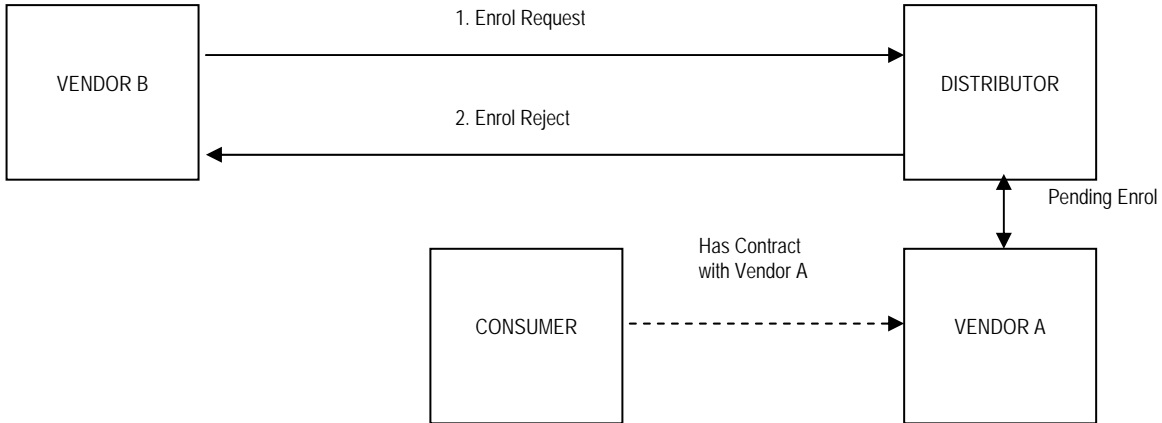 1. Enrol Request
VENDOR B
DISTRIBUTOR
2. Enrol Reject
Pending Enrol
Has Contract
with Vendor A
CONSUMER
VENDOR A